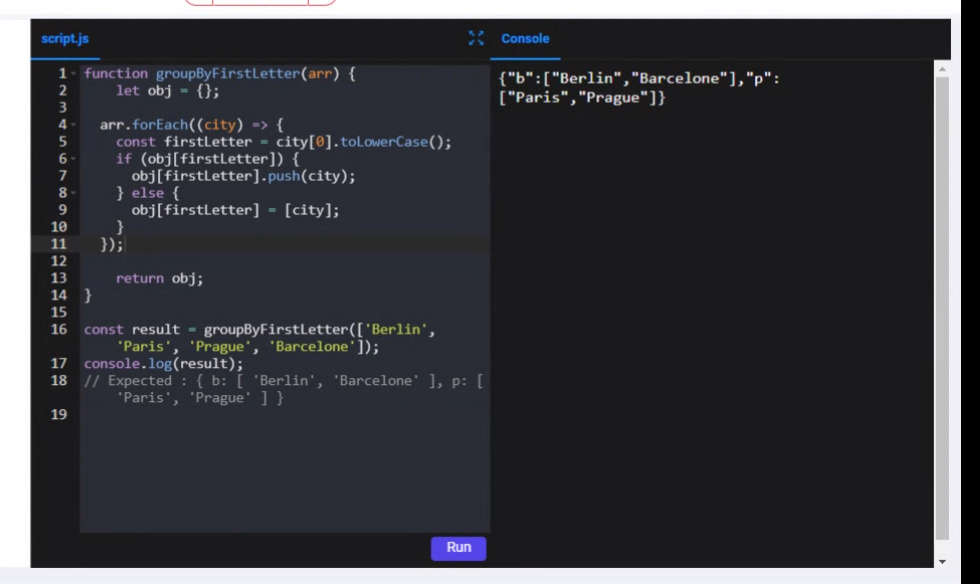 script.js
1 function groupByFirstLetter(arr) {
2     let obj = {};
3
4   arr.forEach((city) => {
5     const firstLetter = city[0].toLowerCase();
6     if (obj[firstLetter]) {
7       obj[firstLetter].push(city);
8     } else {
9       obj[firstLetter] = [city];
10     }
11   });
12
13     return obj;
14 }
15
16 const result = groupByFirstLetter(['Berlin',
'Paris', 'Prague', 'Barcelone']);
17 console.log(result);
18 // Expected : { b: [ 'Berlin', 'Barcelone' ], p: [
'Paris', 'Prague' ] }
19
Run
Console
{"b":["Berlin","Barcelone"],"p":
["Paris","Prague"]}